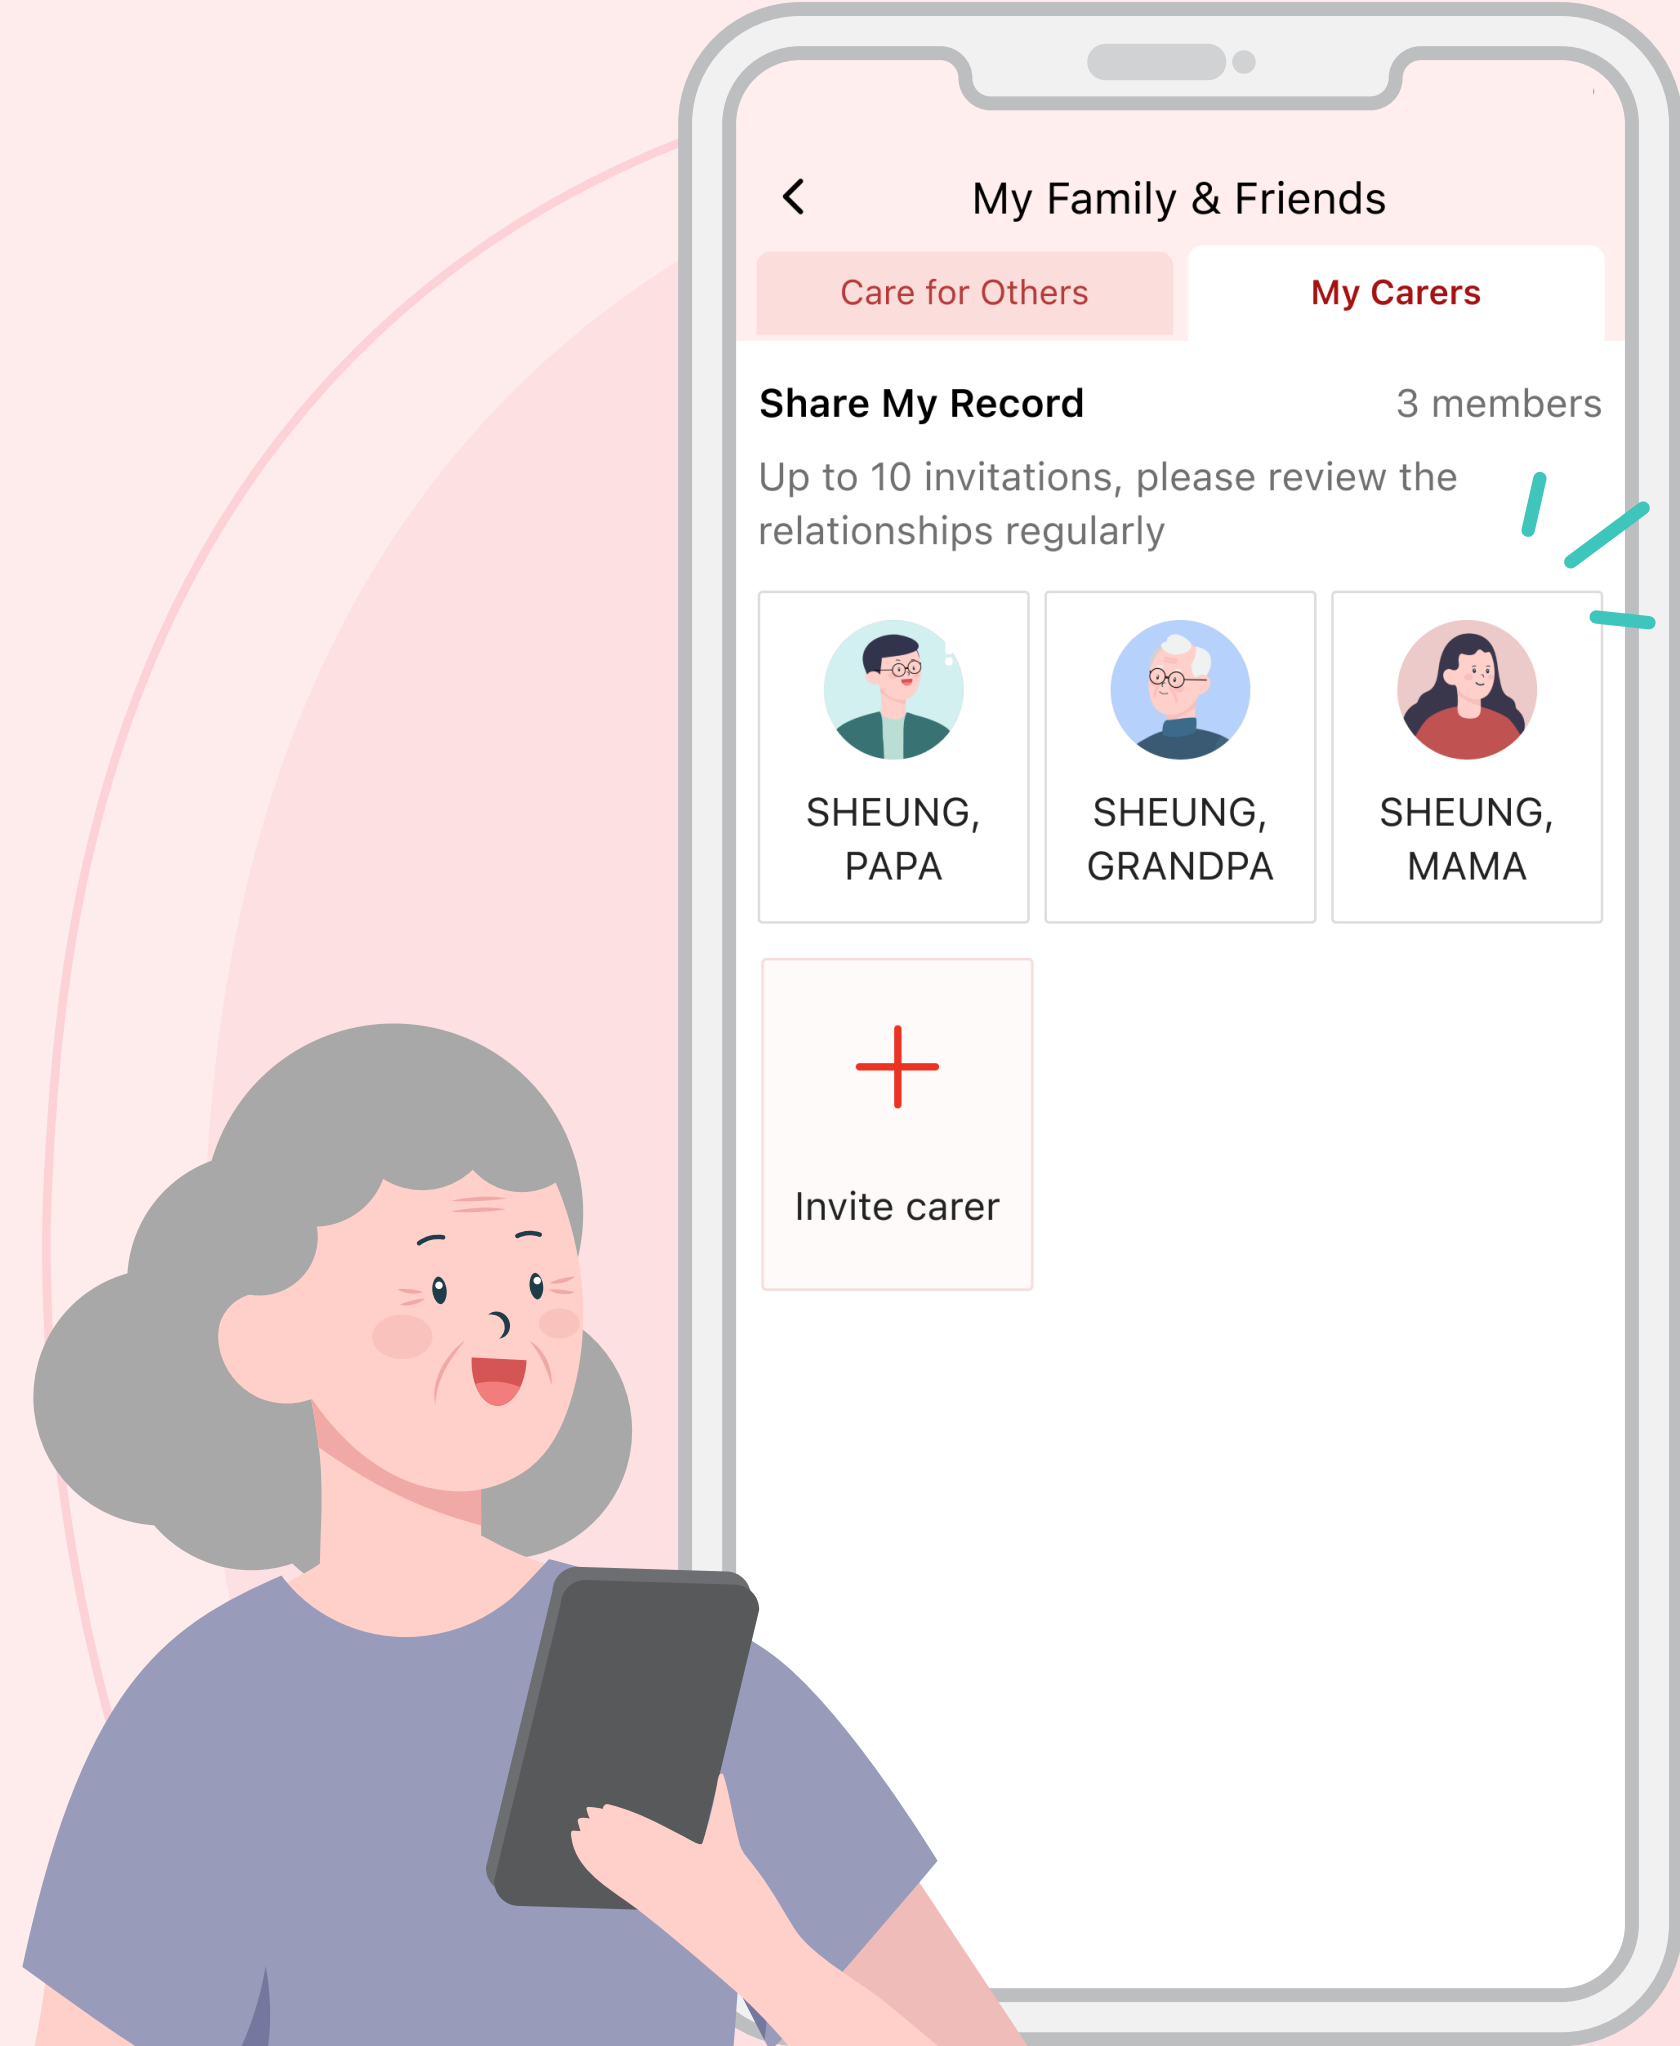 My Family & Friends
Care for Others
My Carers
Share My Record
3 members
Up to 10 invitations, please review the
relationships regularly
SHEUNG,
PAPA
SHEUNG,
GRANDPA
SHEUNG,
MAMA
Invite carer